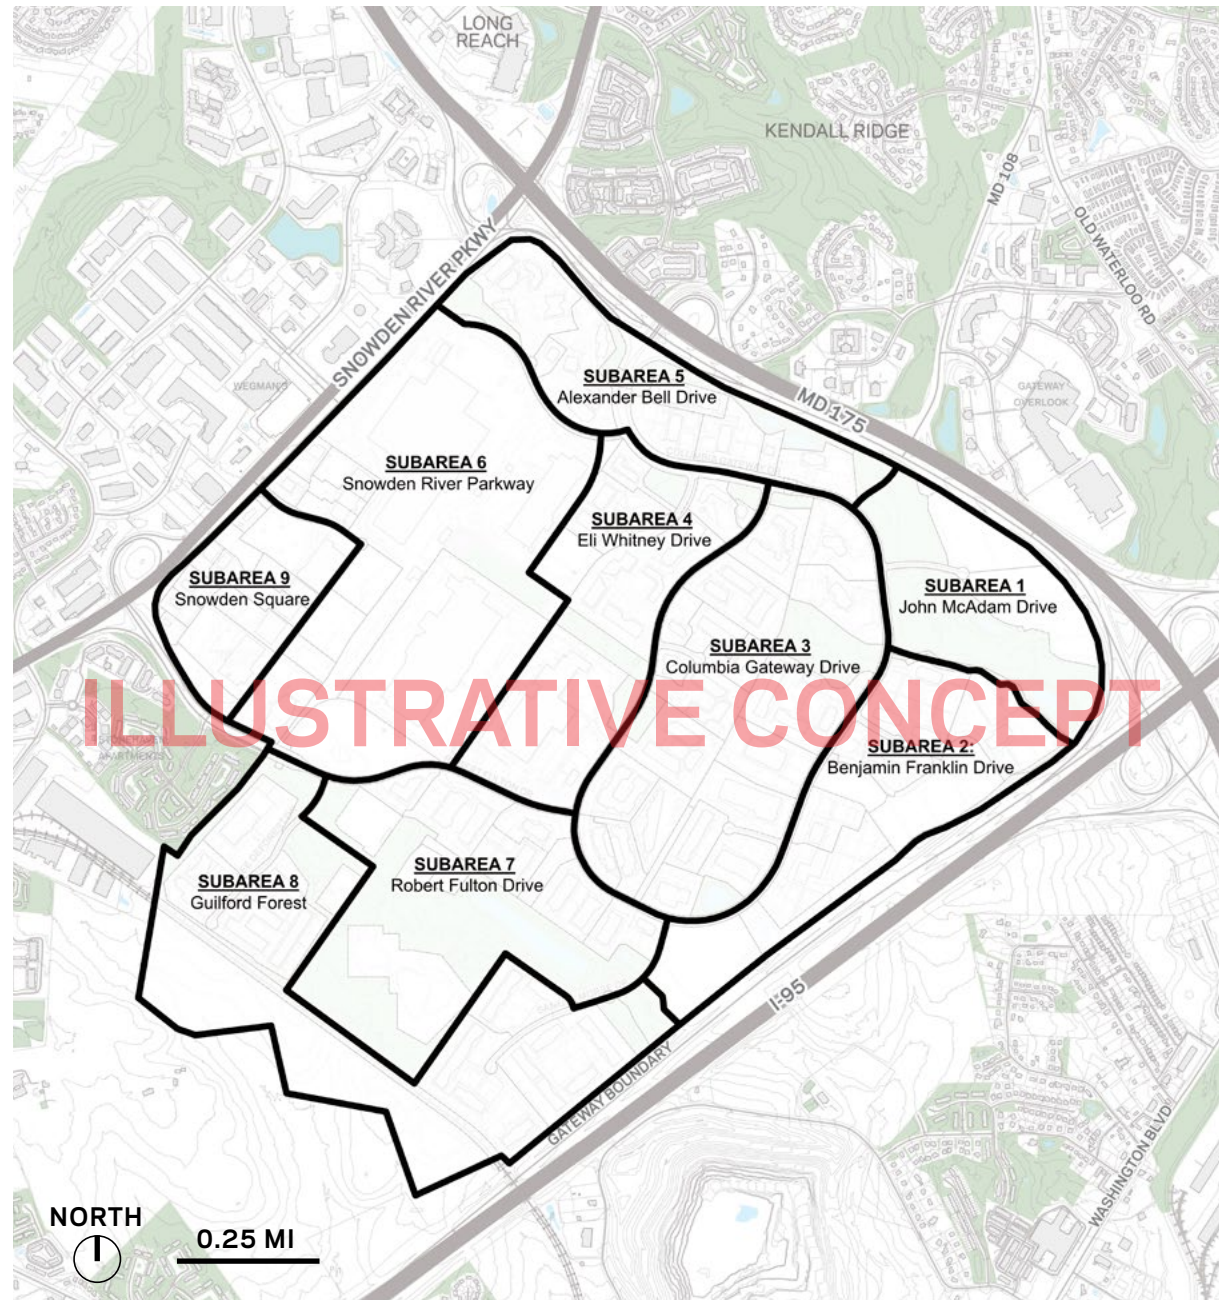 LONG
REACH
KENDALL RIDGE
MD 108
OLD WATERLOO RD
SNOWDEN RIVER PKWY
WEGMAN'S
MD 175
GATEWAY
OVERLOOK
SUBAREA 5
Alexander Bell Drive
SUBAREA 6
Snowden River Parkway
SUBAREA 4
Eli Whitney Drive
SUBAREA 9
Snowden Square
SUBAREA 1
John McAdam Drive
SUBAREA 3
Columbia Gateway Drive
ILLUSTRATIVE CONCEPT
APARTMENTS
SUBAREA 2:
Benjamin Franklin Drive
SUBAREA 7
Robert Fulton Drive
SUBAREA 8
Guilford Forest
I-95
GATEWAY BOUNDARY
WASHINGTON BLVD
NORTH
0.25 MI